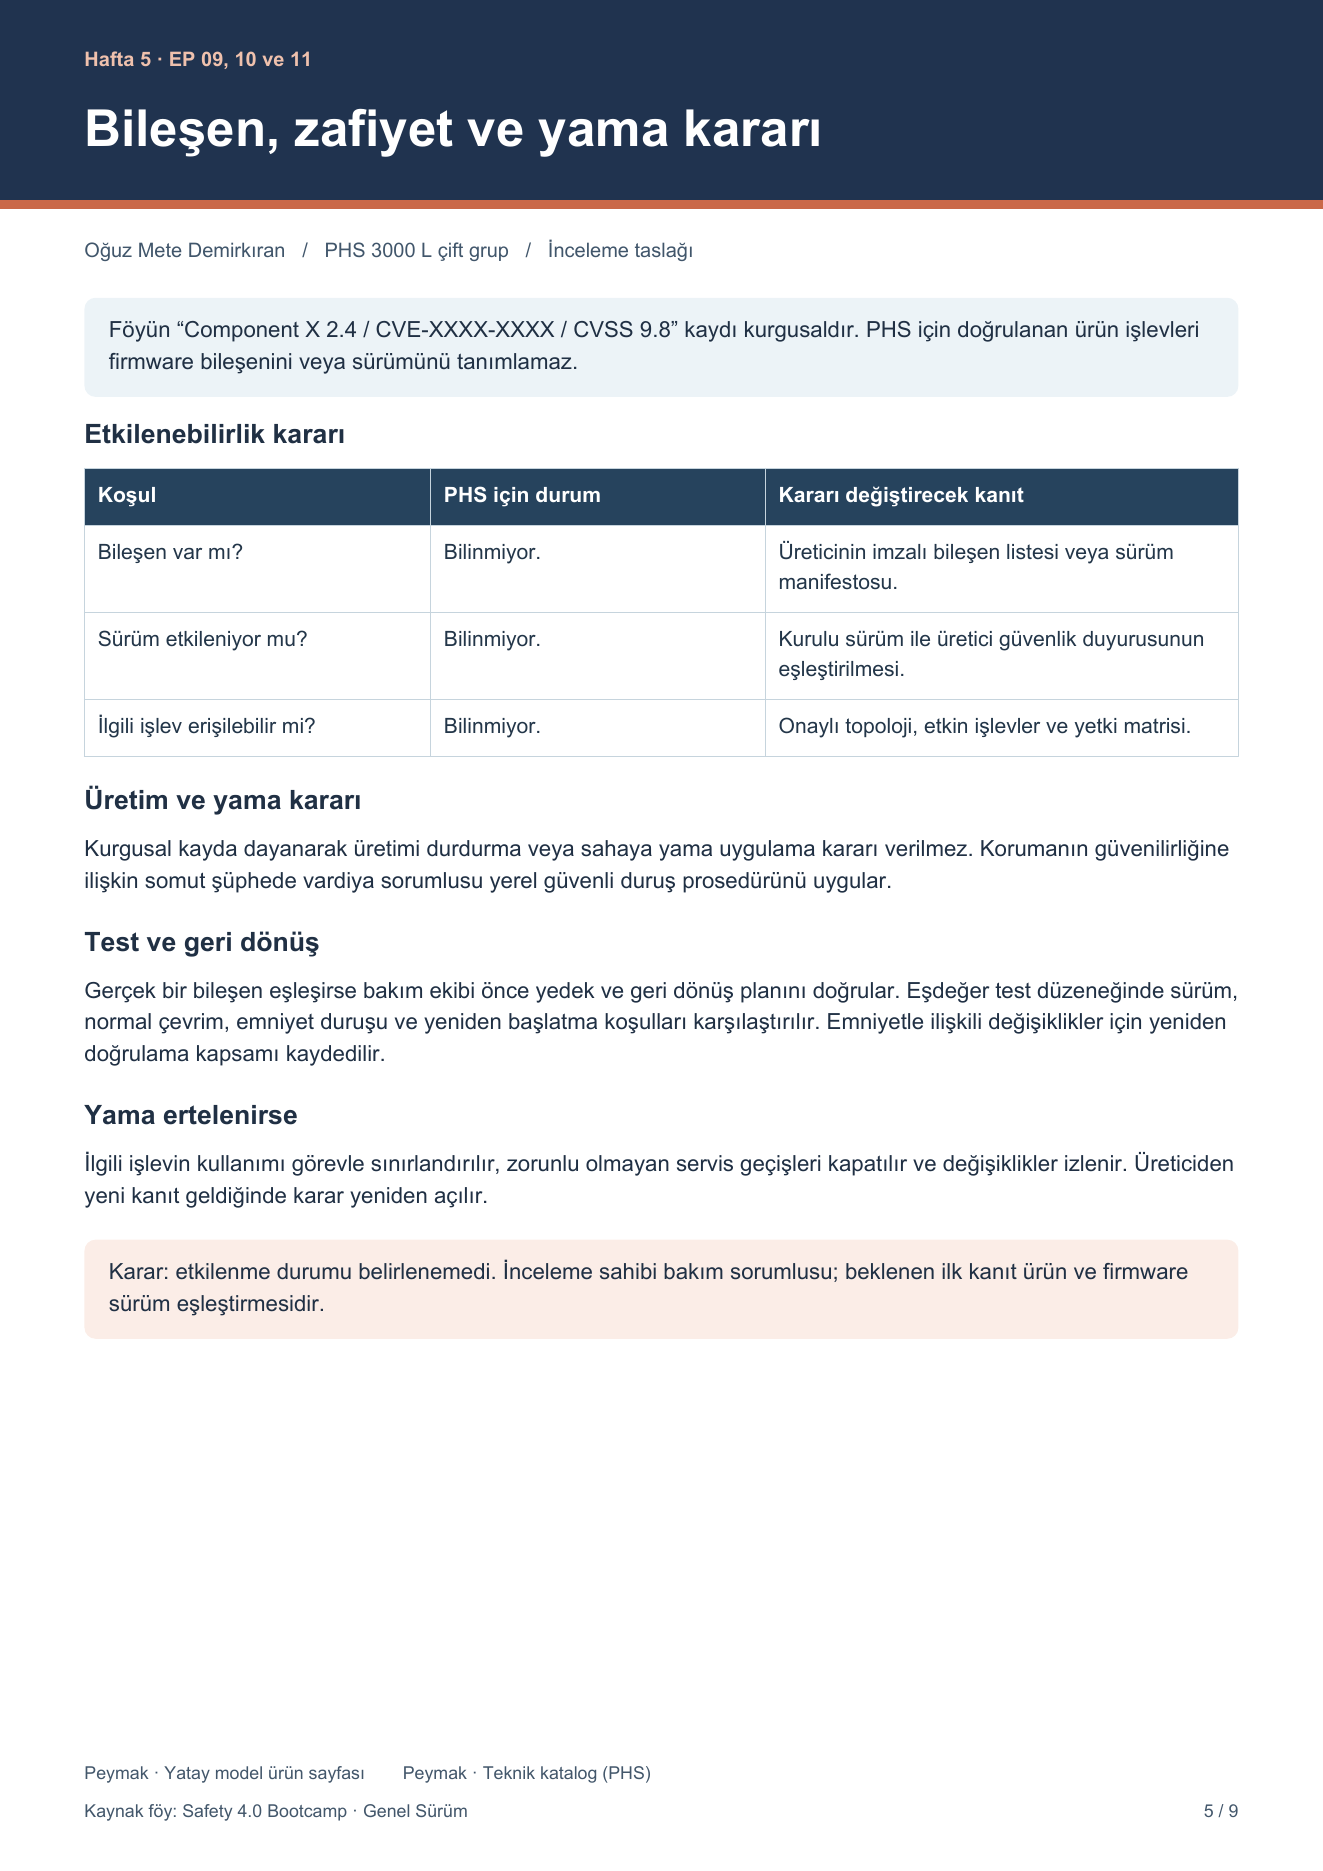 Hafta 5 · EP 09, 10 ve 11
Bileşen, zafiyet ve yama kararı
Oğuz Mete Demirkıran / PHS 3000 L çift grup / İnceleme taslağı
Föyün “Component X 2.4 / CVE-XXXX-XXXX / CVSS 9.8” kaydı kurgusaldır. PHS için doğrulanan ürün işlevleri
firmware bileşenini veya sürümünü tanımlamaz.
Etkilenebilirlik kararı
Koşul PHS için durum Kararı değiştirecek kanıt
Bileşen var mı? Bilinmiyor. Üreticinin imzalı bileşen listesi veya sürüm
manifestosu.
Sürüm etkileniyor mu? Bilinmiyor. Kurulu sürüm ile üretici güvenlik duyurusunun
eşleştirilmesi.
İlgili işlev erişilebilir mi? Bilinmiyor. Onaylı topoloji, etkin işlevler ve yetki matrisi.
Üretim ve yama kararı
Kurgusal kayda dayanarak üretimi durdurma veya sahaya yama uygulama kararı verilmez. Korumanın güvenilirliğine
ilişkin somut şüphede vardiya sorumlusu yerel güvenli duruş prosedürünü uygular.
Test ve geri dönüş
Gerçek bir bileşen eşleşirse bakım ekibi önce yedek ve geri dönüş planını doğrular. Eşdeğer test düzeneğinde sürüm,
normal çevrim, emniyet duruşu ve yeniden başlatma koşulları karşılaştırılır. Emniyetle ilişkili değişiklikler için yeniden
doğrulama kapsamı kaydedilir.
Yama ertelenirse
İlgili işlevin kullanımı görevle sınırlandırılır, zorunlu olmayan servis geçişleri kapatılır ve değişiklikler izlenir. Üreticiden
yeni kanıt geldiğinde karar yeniden açılır.
Karar: etkilenme durumu belirlenemedi. İnceleme sahibi bakım sorumlusu; beklenen ilk kanıt ürün ve firmware
sürüm eşleştirmesidir.
Peymak · Yatay model ürün sayfası Peymak · Teknik katalog (PHS)
Kaynak föy: Safety 4.0 Bootcamp · Genel Sürüm 5 / 9